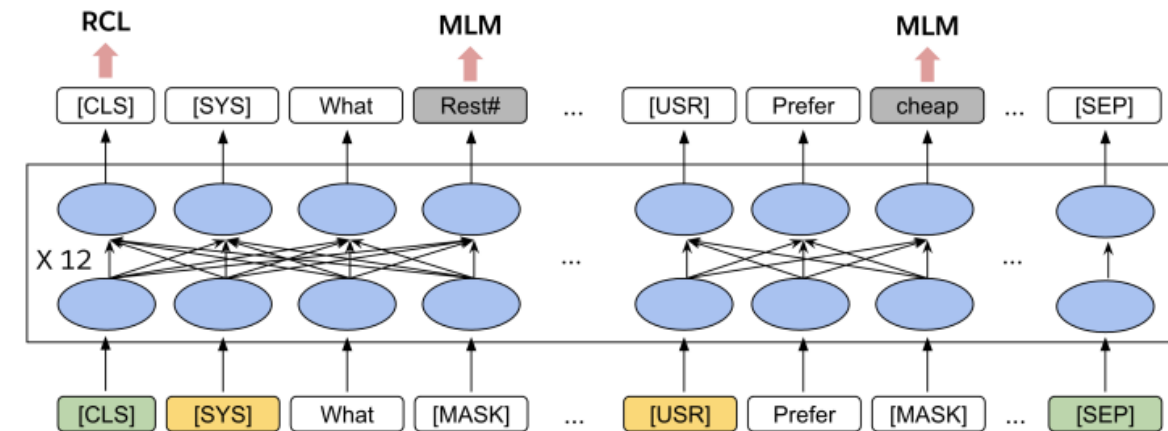 RCL MLM MLM
[CLS] [SYS] What Rest# ... [USR] Prefer cheap ... [SEP]
X 12 ... ...
[CLS] [SYS] What [MASK] ... [USR] Prefer [MASK] ... [SEP]